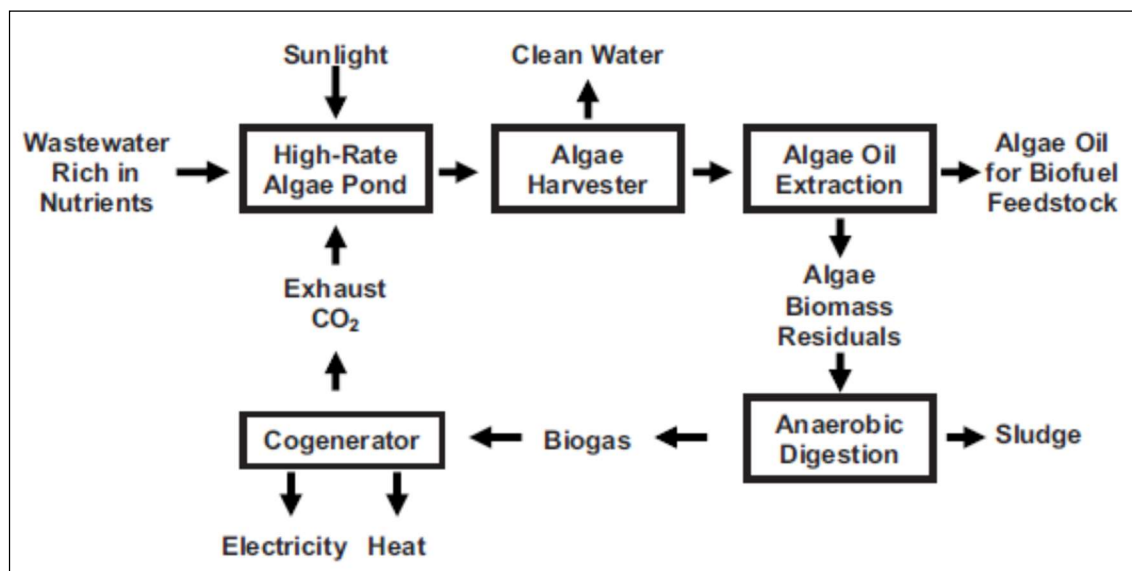 Sunlight
Clean Water
Wastewater
Rich in
Nutrients
High-Rate
Algae Pond
Algae
Harvester
Algae Oil
Extraction
Algae Oil
for Biofuel
Feedstock
Exhaust
CO₂
Algae
Biomass
Residuals
Cogenerator
Biogas
Anaerobic
Digestion
Sludge
Electricity
Heat